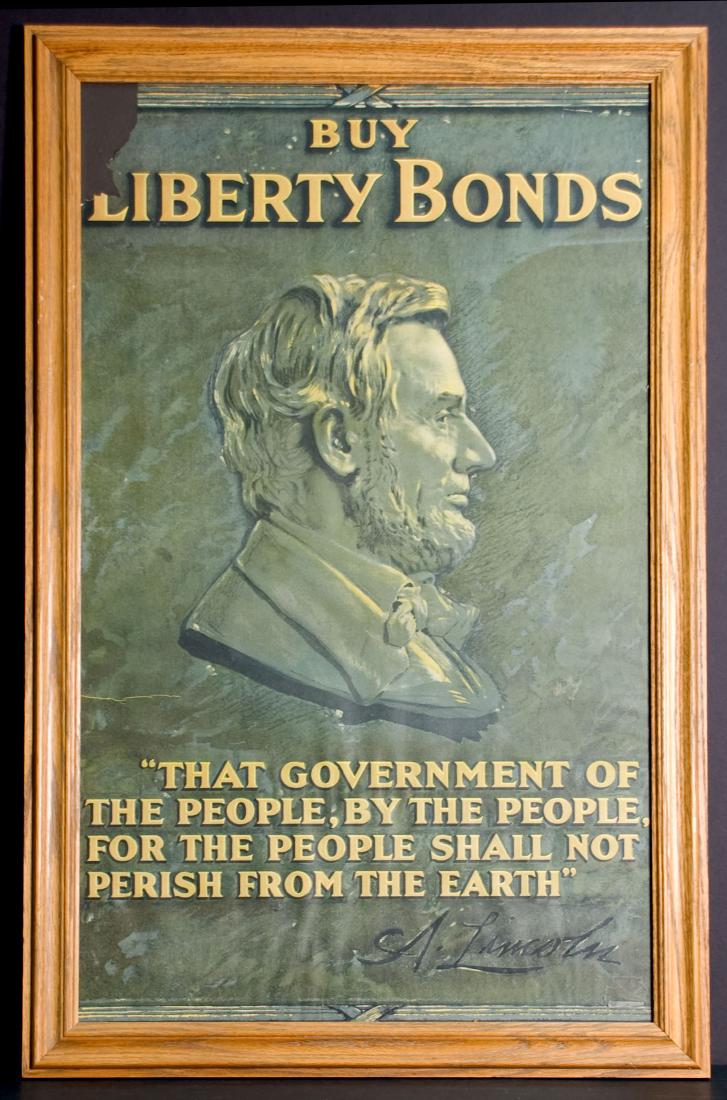 BUY
LIBERTY BONDS
"THAT GOVERNMENT OF
THE PEOPLE, BY THE PEOPLE,
FOR THE PEOPLE SHALL NOT
PERISH FROM THE EARTH"
A. Lincoln